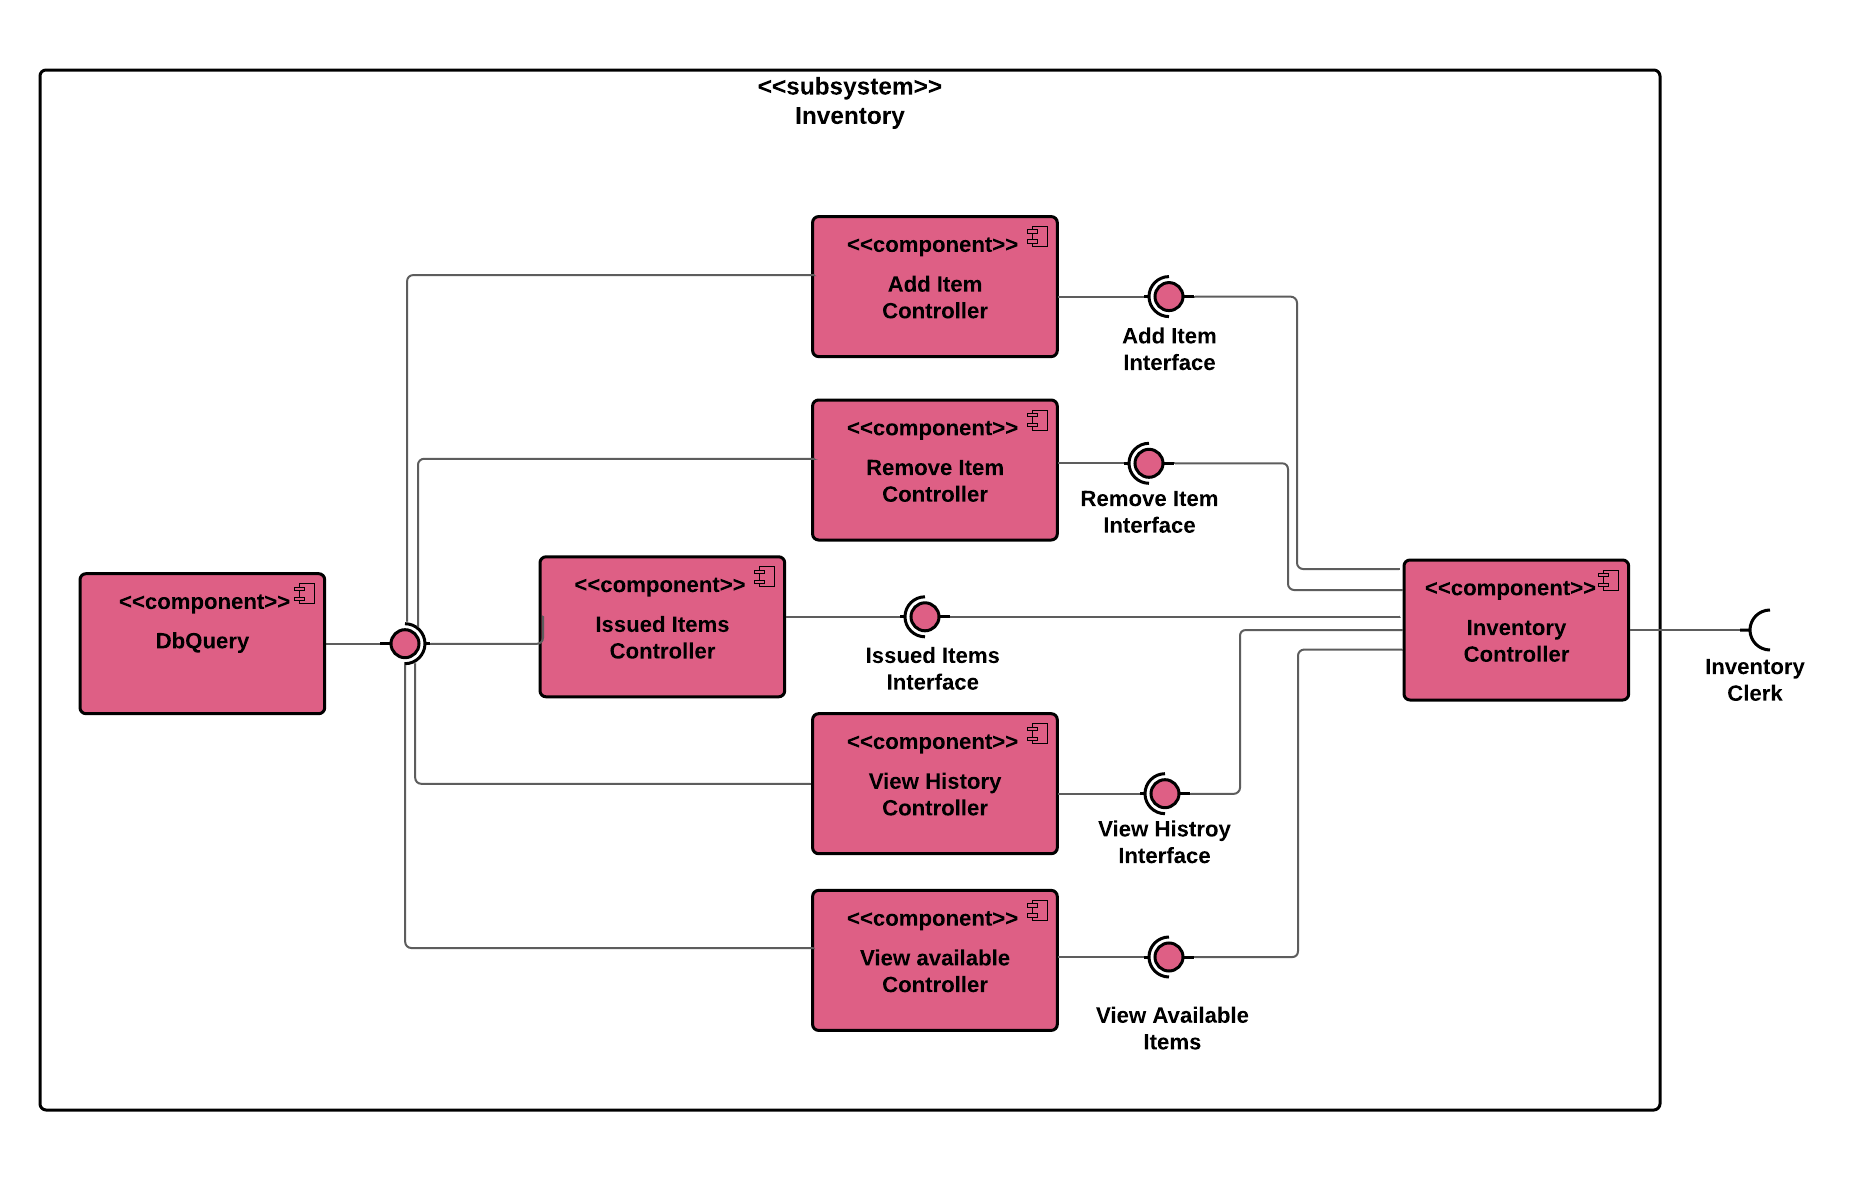 <<subsystem>>
Inventory
<<component>>
Add Item
Controller
Add Item
Interface
<<component>>
Remove Item
Controller
Remove Item
Interface
<<component>>
DbQuery
<<component>>
Issued Items
Controller
Issued Items
Interface
<<component>>
Inventory
Controller
Inventory
Clerk
<<component>>
View History
Controller
View Histroy
Interface
<<component>>
View available
Controller
View Available
Items